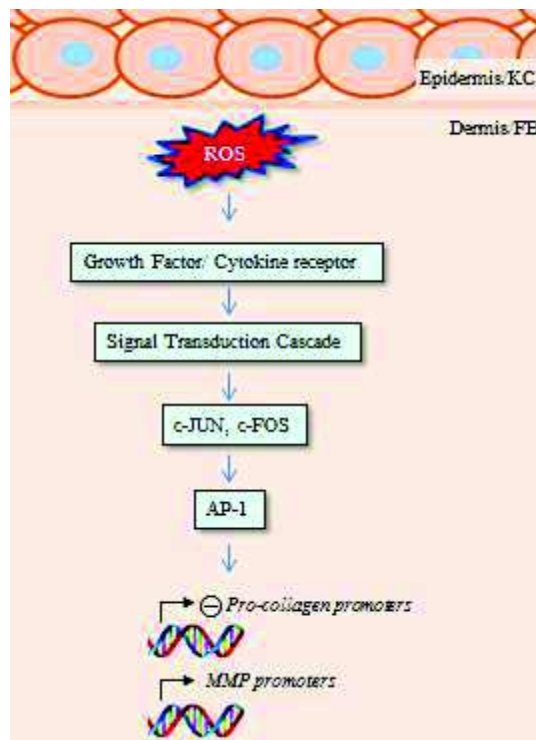 Epidermis/KC
Dermis/FB
ROS
Growth Factor/ Cytokine receptor
Signal Transduction Cascade
c-JUN, c-FOS
AP-1
Pro-collagen promoters
MMP promoters